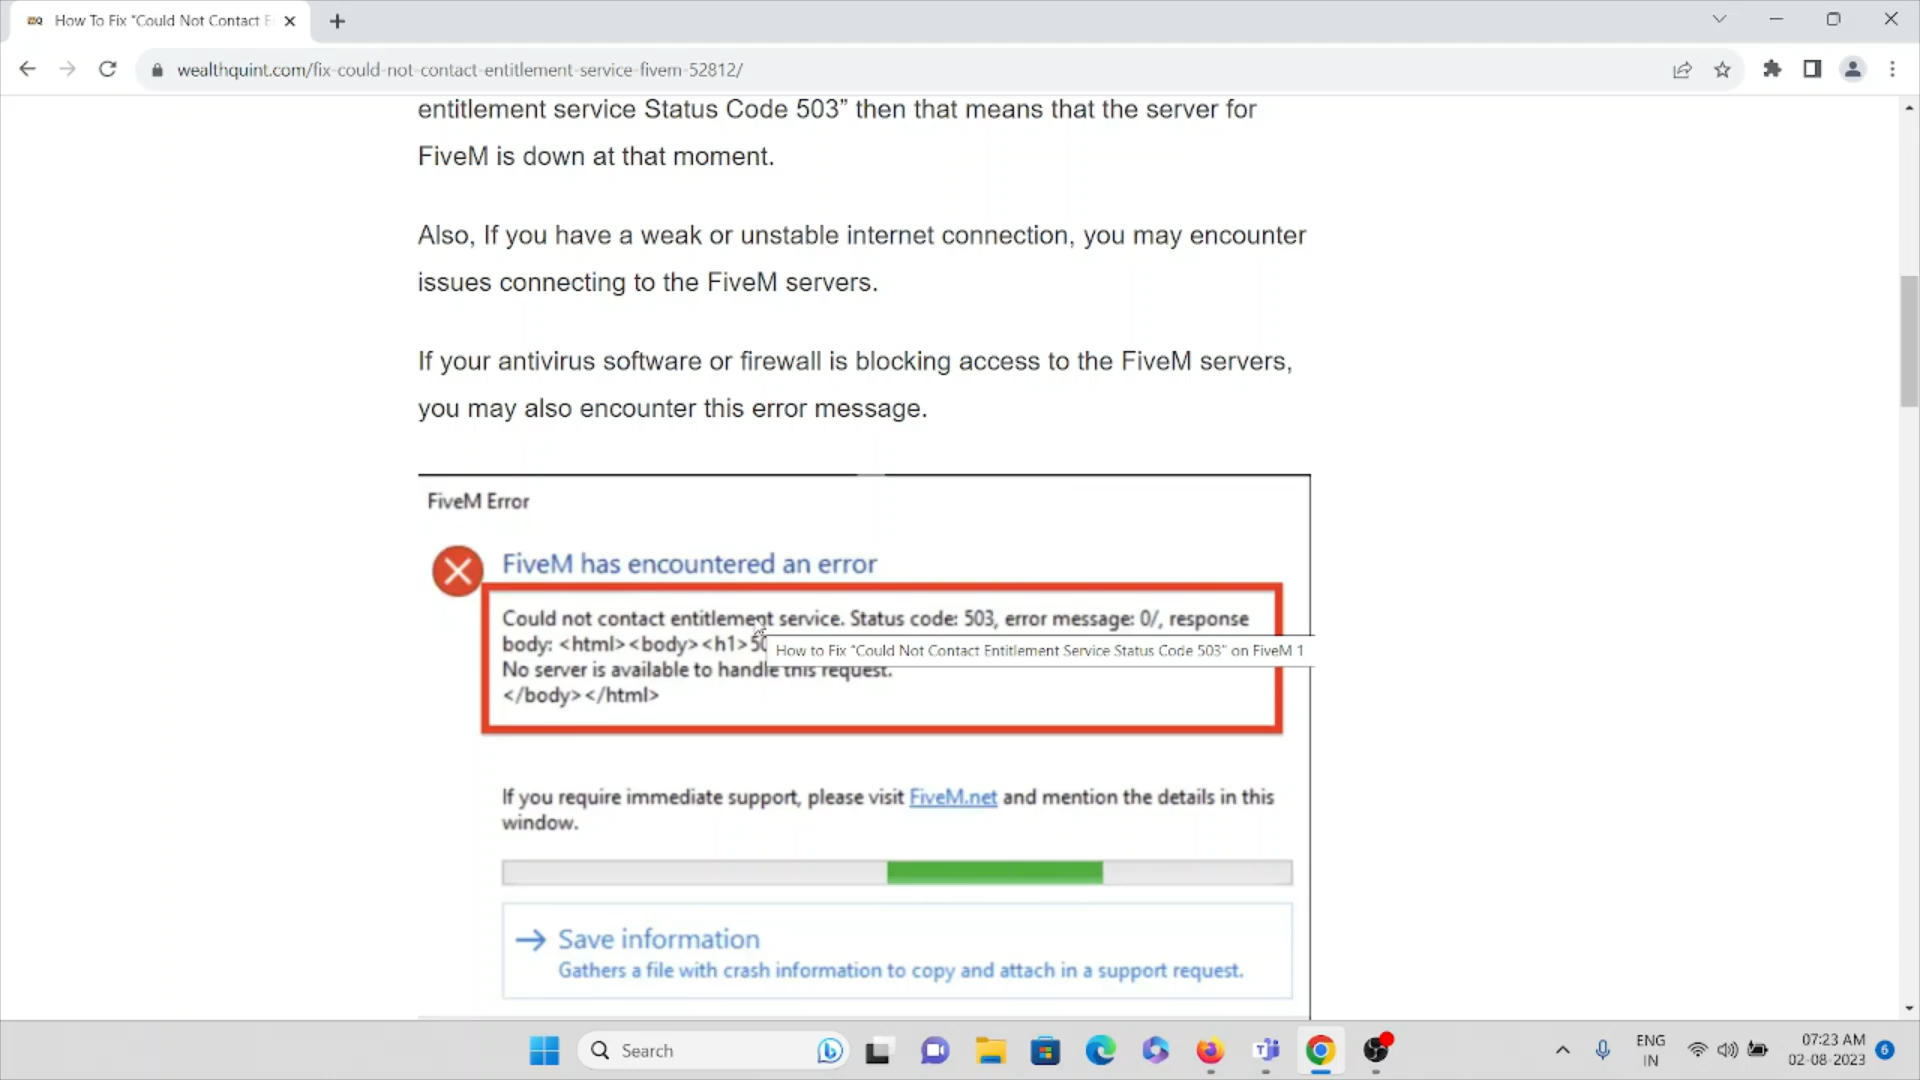 How To Fix "Could Not Contact E
wealthquint.com/fix-could-not-contact-entitlement-service-fivem-52812/
entitlement service Status Code 503” then that means that the server for
FiveM is down at that moment.
Also, If you have a weak or unstable internet connection, you may encounter
issues connecting to the FiveM servers.
If your antivirus software or firewall is blocking access to the FiveM servers,
you may also encounter this error message.
FiveM Error
FiveM has encountered an error
Could not contact entitlement service. Status code: 503, error message: 0/, response
body: <html><body><h1>50
How to Fix "Could Not Contact Entitlement Service Status Code 503" on FiveM 1
No server is available to handle this request.
</body></html>
If you require immediate support, please visit FiveM.net and mention the details in this
window.
Save information
Gathers a file with crash information to copy and attach in a support request.
Search
ENG
IN
07:23 AM
02-08-2023
6